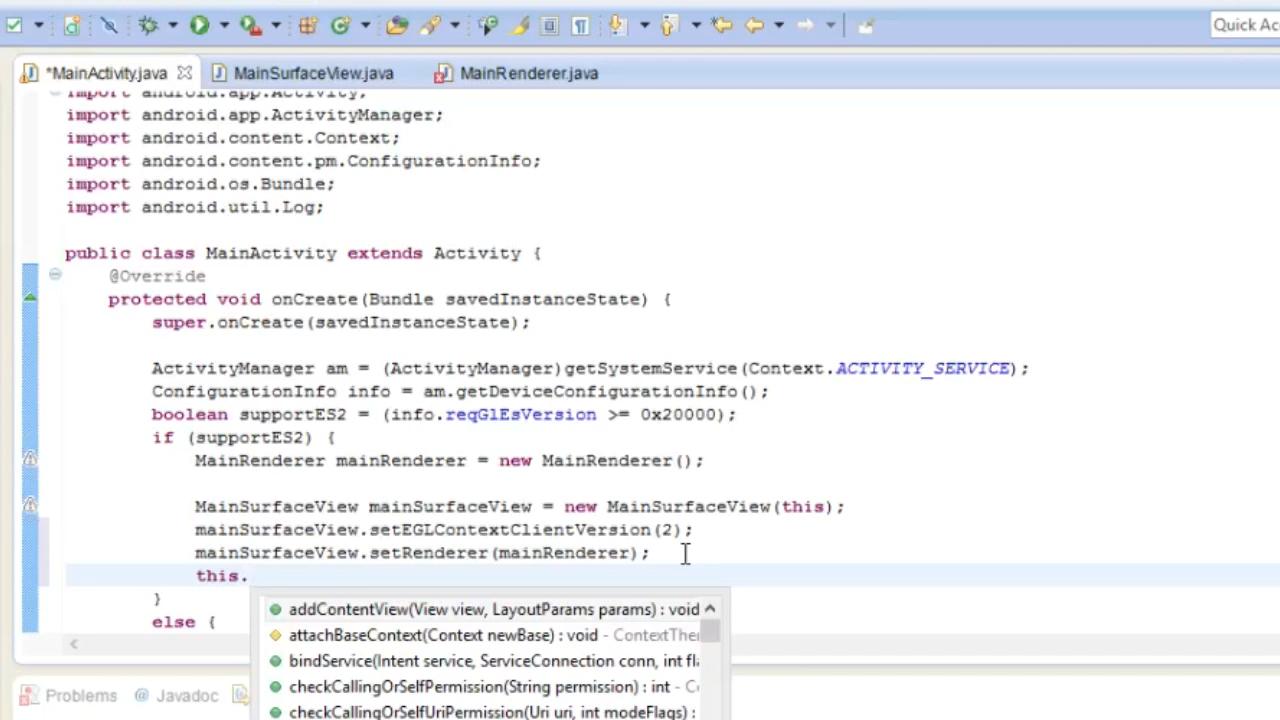 Quick Ac
*MainActivity.java MainSurfaceView.java MainRenderer.java
import android.app.Activity;
import android.app.ActivityManager;
import android.content.Context;
import android.content.pm.ConfigurationInfo;
import android.os.Bundle;
import android.util.Log;
public class MainActivity extends Activity {
@Override
protected void onCreate(Bundle savedInstanceState) {
super.onCreate(savedInstanceState);
ActivityManager am = (ActivityManager)getSystemService(Context.ACTIVITY_SERVICE);
ConfigurationInfo info = am.getDeviceConfigurationInfo();
boolean supportES2 = (info.reqGlEsVersion >= 0x20000);
if (supportES2) {
MainRenderer mainRenderer = new MainRenderer();
MainSurfaceView mainSurfaceView = new MainSurfaceView(this);
mainSurfaceView.setEGLContextClientVersion(2);
mainSurfaceView.setRenderer(mainRenderer);
this.
}
else {
addContentView(View view, LayoutParams params) : void
attachBaseContext(Context newBase) : void - ContextThe
bindService(Intent service, ServiceConnection conn, int fl
checkCallingOrSelfPermission(String permission) : int - C
checkCallingOrSelfUriPermission(Uri uri, int modeFlags) :
Problems @ Javadoc